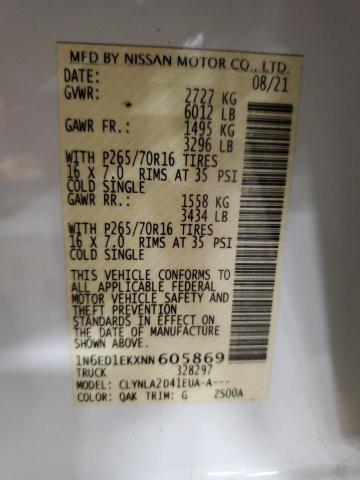 MFD BY NISSAN MOTOR CO., LTD.
DATE: 08/21
GVWR: 2727 KG
6012 LB
GAWR FR.: 1495 KG
3296 LB
WITH P265/70R16 TIRES
16 X 7.0 RIMS AT 35 PSI
COLD SINGLE
GAWR RR.: 1558 KG
3434 LB
WITH P265/70R16 TIRES
16 X 7.0 RIMS AT 35 PSI
COLD SINGLE
THIS VEHICLE CONFORMS TO
ALL APPLICABLE FEDERAL
MOTOR VEHICLE SAFETY AND
THEFT PREVENTION
STANDARDS IN EFFECT ON
THE DATE OF MANUFACTURE
SHOWN ABOVE.
1N6ED1EKXNN605869
TRUCK 328297
MODEL: CLYNLA2D41EUA-A---
COLOR: QAK TRIM: G ZS00A